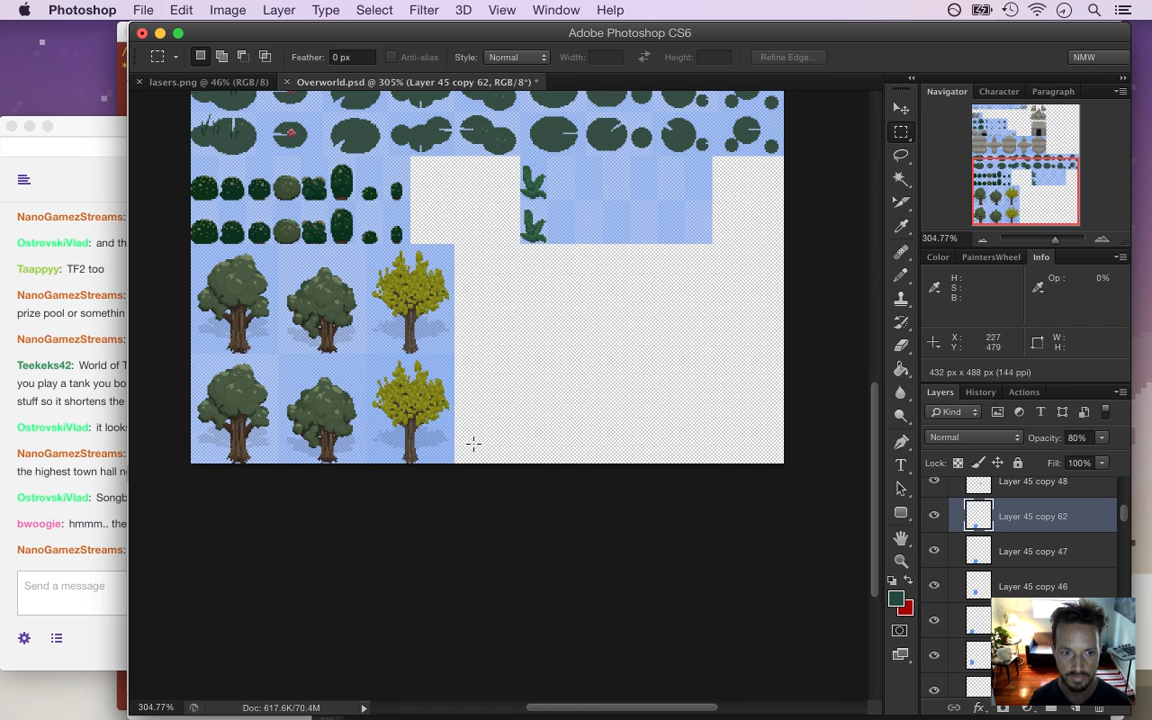 Photoshop File Edit Image Layer Type Select Filter 3D View Window Help
Adobe Photoshop CS6
Feather: 0 px Anti-alias Style: Normal Width: Height: Refine Edge... NMW
lasers.png @ 46% (RGB/8) Overworld.psd @ 305% (Layer 45 copy 62, RGB/8*) *
Navigator Character Paragraph
304.77%
Color PaintersWheel Info
H: Op: 0%
S:
B:
X: 227 W:
Y: 479 H:
432 px x 488 px (144 ppi)
Layers History Actions
Kind
Normal Opacity: 80%
Lock: Fill: 100%
Layer 45 copy 48
Layer 45 copy 62
Layer 45 copy 47
Layer 45 copy 46
NanoGamezStreams:
OstrovskiVlad: and th
Taappyy: TF2 too
NanoGamezStreams:
prize pool or somethin
NanoGamezStreams:
Teekeks42: World of T
you play a tank you bo
stuff so it shortens the
OstrovskiVlad: it look
NanoGamezStreams:
the highest town hall n
OstrovskiVlad: Songb
bwoogie: hmmm.. the
NanoGamezStreams:
Send a message
304.77% Doc: 617.6K/70.4M